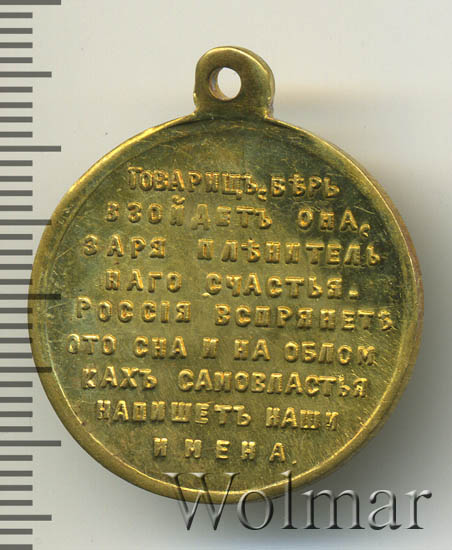 ТОВАРИЩЪ, ВѢРЬ
ВЗОЙДЕТЪ ОНА,
ЗАРЯ ПЛѢНИТЕЛЬ
НАГО СЧАСТЬЯ.
РОССІЯ ВСПРЯНЕТЪ
ОТО СНА И НА ОБЛОМ
КАХЪ САМОВЛАСТЬЯ
НАПИШЕТЪ НАШИ
ИМЕНА.
Wolmar